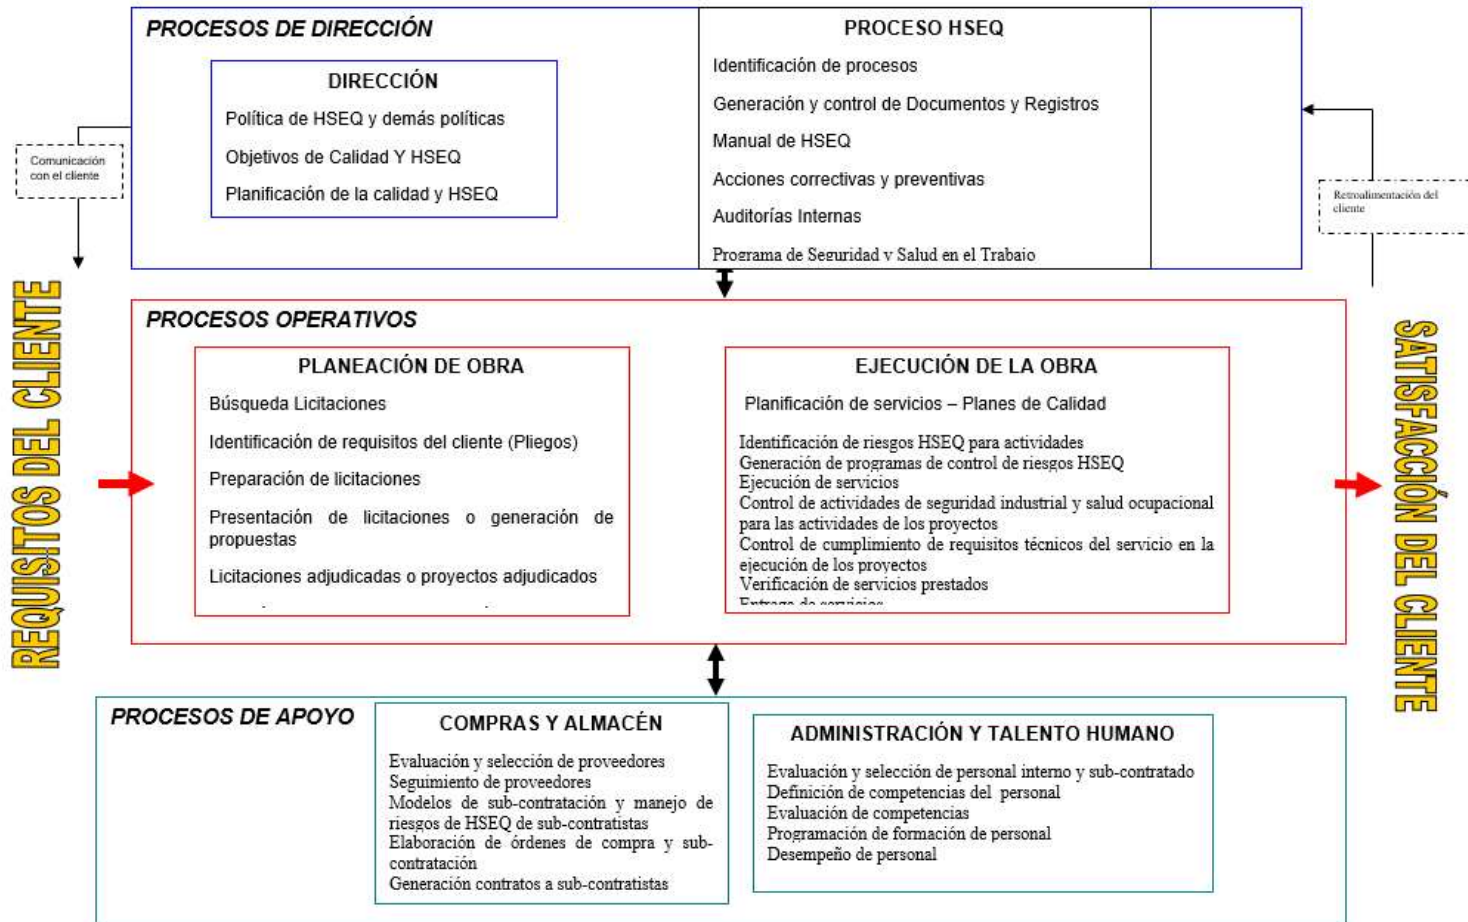 PROCESOS DE DIRECCIÓN
DIRECCIÓN
Política de HSEQ y demás políticas
Objetivos de Calidad Y HSEQ
Planificación de la calidad y HSEQ
PROCESO HSEQ
Identificación de procesos
Generación y control de Documentos y Registros
Manual de HSEQ
Acciones correctivas y preventivas
Auditorías Internas
Programa de Seguridad y Salud en el Trabajo
Comunicación
con el cliente
Retroalimentación del
cliente
REQUISITOS DEL CLIENTE
PROCESOS OPERATIVOS
PLANEACIÓN DE OBRA
Búsqueda Licitaciones
Identificación de requisitos del cliente (Pliegos)
Preparación de licitaciones
Presentación de licitaciones o generación de
propuestas
Licitaciones adjudicadas o proyectos adjudicados
EJECUCIÓN DE LA OBRA
Planificación de servicios – Planes de Calidad
Identificación de riesgos HSEQ para actividades
Generación de programas de control de riesgos HSEQ
Ejecución de servicios
Control de actividades de seguridad industrial y salud ocupacional
para las actividades de los proyectos
Control de cumplimiento de requisitos técnicos del servicio en la
ejecución de los proyectos
Verificación de servicios prestados
Entrega de servicios
SATISFACCIÓN DEL CLIENTE
PROCESOS DE APOYO
COMPRAS Y ALMACÉN
Evaluación y selección de proveedores
Seguimiento de proveedores
Modelos de sub-contratación y manejo de
riesgos de HSEQ de sub-contratistas
Elaboración de órdenes de compra y sub-
contratación
Generación contratos a sub-contratistas
ADMINISTRACIÓN Y TALENTO HUMANO
Evaluación y selección de personal interno y sub-contratado
Definición de competencias del personal
Evaluación de competencias
Programación de formación de personal
Desempeño de personal